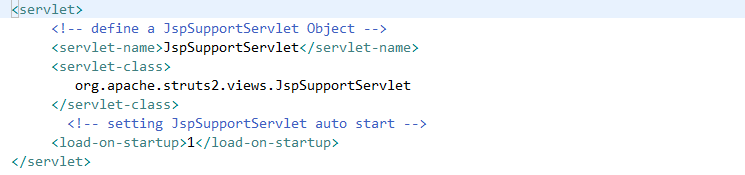 <servlet>
<!-- define a JspSupportServlet Object -->
<servlet-name>JspSupportServlet</servlet-name>
<servlet-class>
org.apache.struts2.views.JspSupportServlet
</servlet-class>
<!-- setting JspSupportServlet auto start -->
<load-on-startup>1</load-on-startup>
</servlet>